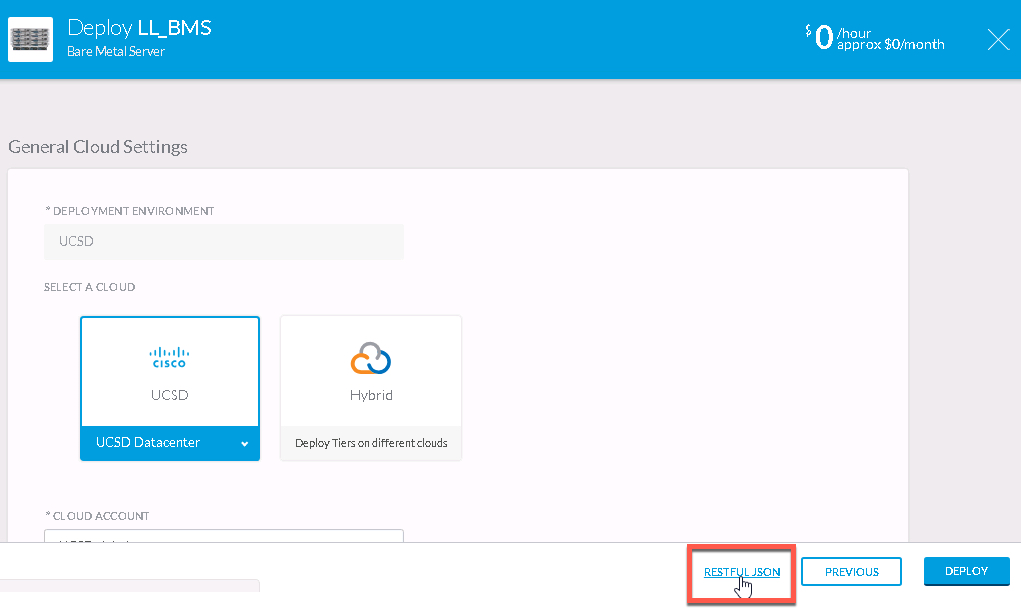 Deploy LL_BMS
Bare Metal Server
$0/hour
approx $0/month
General Cloud Settings
* DEPLOYMENT ENVIRONMENT
UCSD
SELECT A CLOUD
CISCO
UCSD
UCSD Datacenter
Hybrid
Deploy Tiers on different clouds
* CLOUD ACCOUNT
RESTFUL JSON
PREVIOUS
DEPLOY